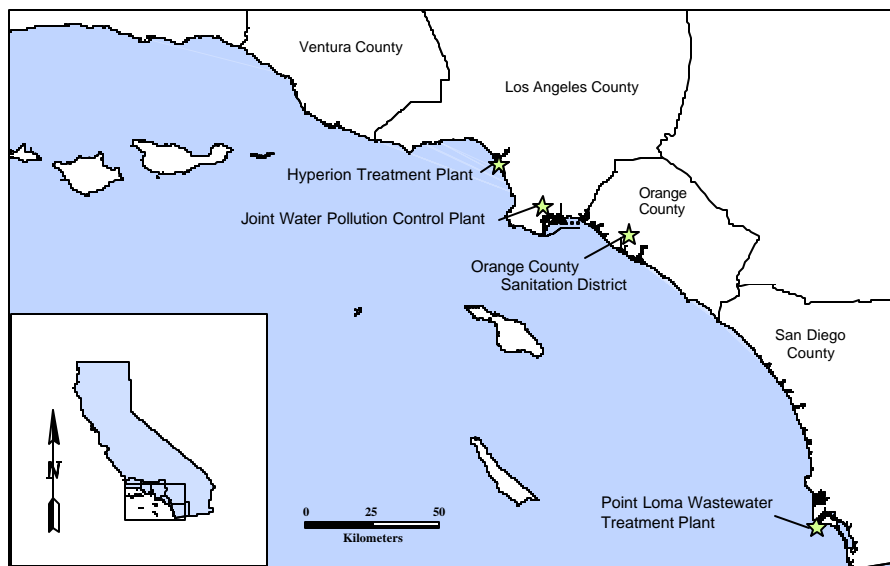 Ventura County
Los Angeles County
Hyperion Treatment Plant
Orange
County
Joint Water Pollution Control Plant
Orange County
Sanitation District
San Diego
County
N
0 25 50
Kilometers
Point Loma Wastewater
Treatment Plant